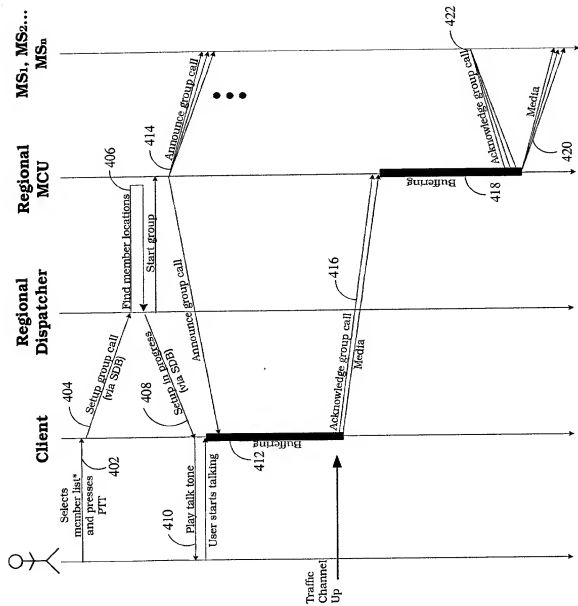 Client
Regional
Dispatcher
Regional
MCU
MS1, MS2...
MSn
Selects
member list*
and presses
PTT
402
404
Setup group call
(via SDB)
Find member locations
406
Start group
408
Setup in progress
(via SDB)
414
Announce group call
Announce group call
410
Play talk tone
User starts talking
412
Buffering
Traffic
Channel
Up
Acknowledge group call
416
Media
Buffering
418
422
Acknowledge group call
Media
420